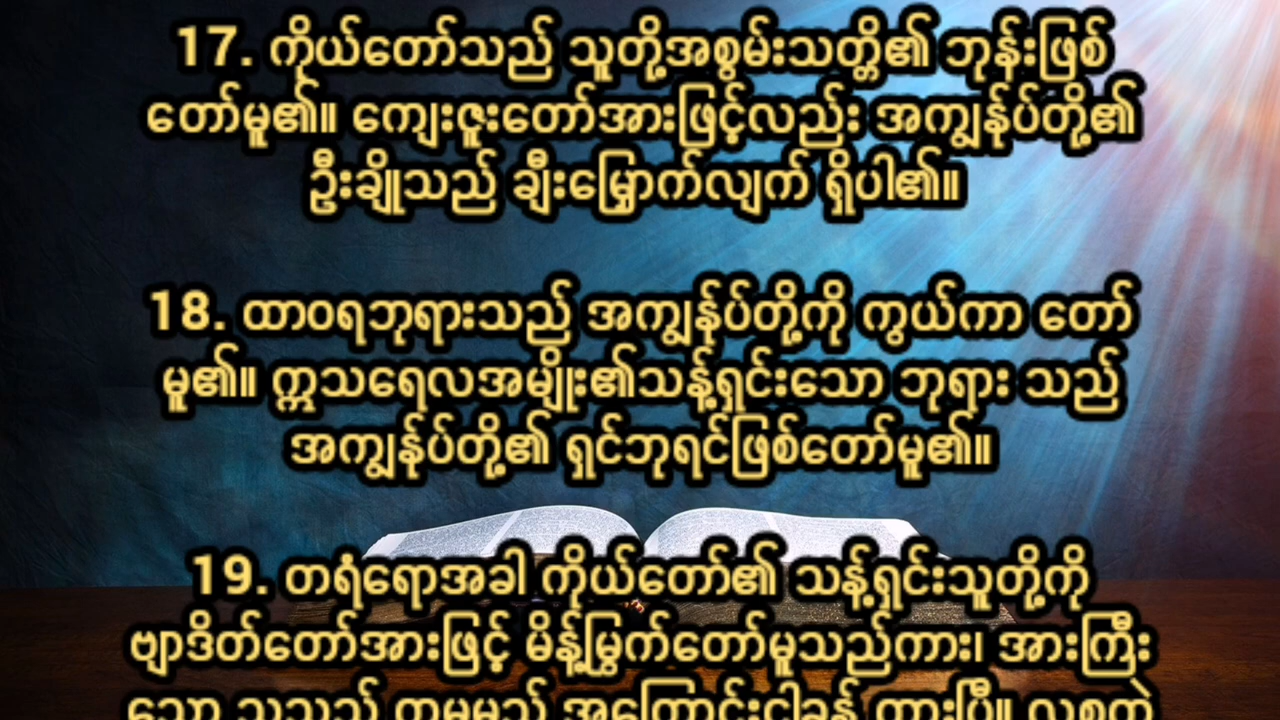 17. ကိုယ်တော်သည် သူတို့အစွမ်းသတ္တိ၏ ဘုန်းဖြစ်
တော်မူ၏။ ကျေးဇူးတော်အားဖြင့်လည်း အကျွန်ုပ်တို့၏
ဦးချိုသည် ချီးမြှောက်လျက် ရှိပါ၏။
18. ထာဝရဘုရားသည် အကျွန်ုပ်တို့ကို ကွယ်ကာ တော်
မူ၏။ ဣသရေလအမျိုး၏သန့်ရှင်းသော ဘုရား သည်
အကျွန်ုပ်တို့၏ ရှင်ဘုရင်ဖြစ်တော်မူ၏။
19. တရံရောအခါ ကိုယ်တော်၏ သန့်ရှင်းသူတို့ကို
ဗျာဒိတ်တော်အားဖြင့် မိန့်မြွက်တော်မူသည်ကား၊ အားကြီး
သော သူသည်